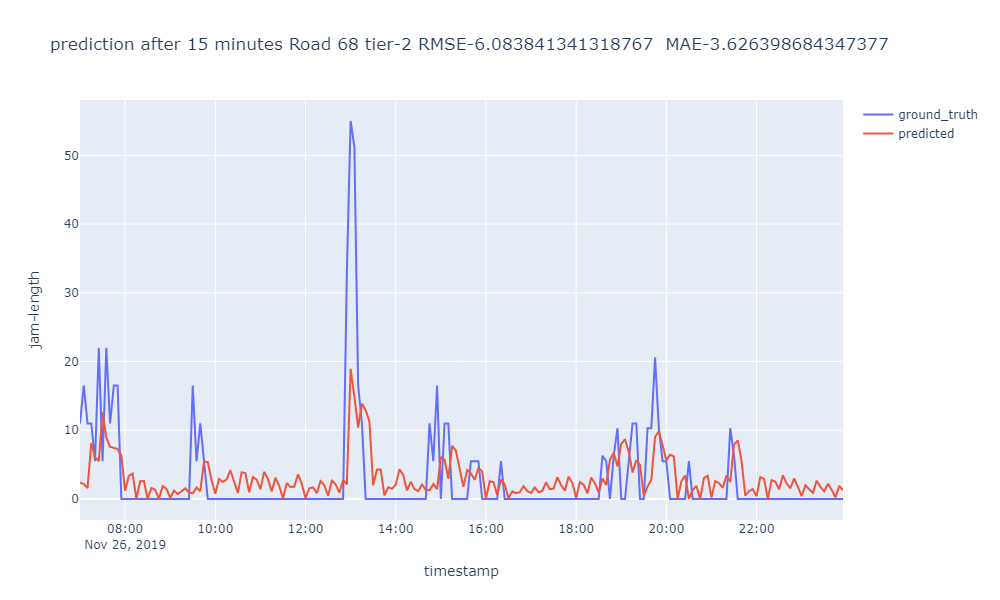 prediction after 15 minutes Road 68 tier-2 RMSE-6.083841341318767  MAE-3.626398684347377
ground_truth
predicted
50
40
30
20
10
0
jam-length
08:00 10:00 12:00 14:00 16:00 18:00 20:00 22:00
Nov 26, 2019
timestamp